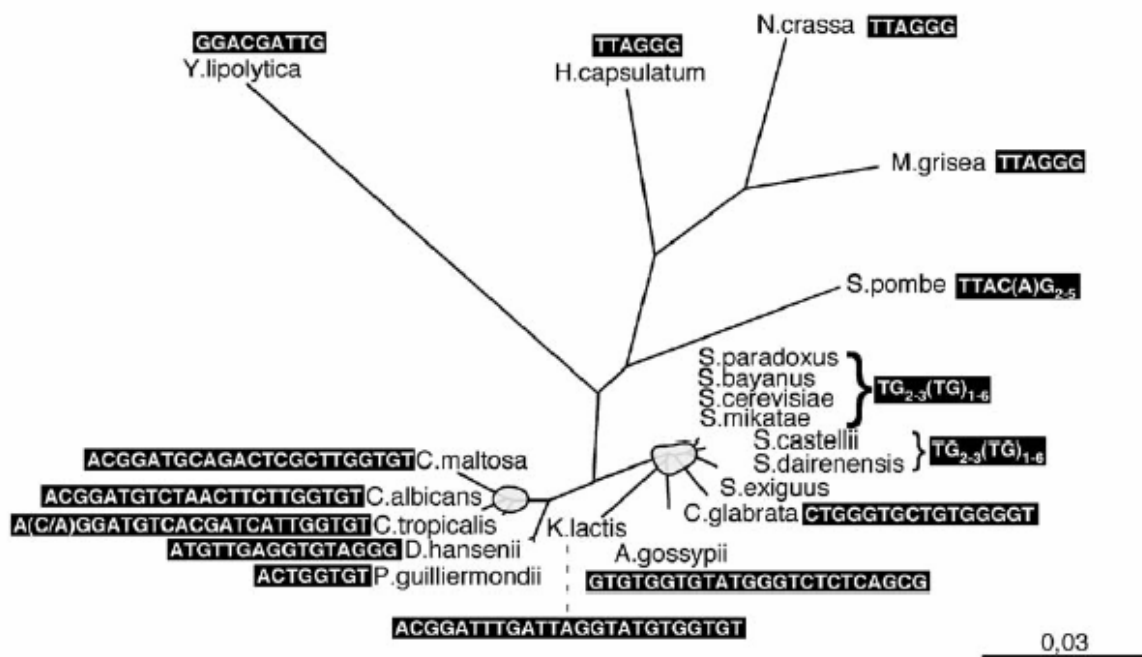 GGACGATTG
Y.lipolytica
TTAGGG
H.capsulatum
N.crassa TTAGGG
M.grisea TTAGGG
S.pombe TTAC(A)G2-5
S.paradoxus
S.bayanus
S.cerevisiae
S.mikatae
TG2-3(TG)1-6
S.castellii
S.dairenensis
TG2-3(TG)1-6
S.exiguus
C.glabrata CTGGGTGCTGTGGGGT
ACGGATGCAGACTCGCTTGGTGT C.maltosa
ACGGATGTCTAACTTCTTGGTGT C.albicans
A(C/A)GGATGTCACGATCATTGGTGT C.tropicalis
ATGTTGAGGTGTAGGG D.hansenii
ACTGGTGT P.guilliermondii
K.lactis
A.gossypii
GTGTGGTGTATGGGTCTCTCAGCG
ACGGATTTGATTAGGTATGTGGTGT
0,03